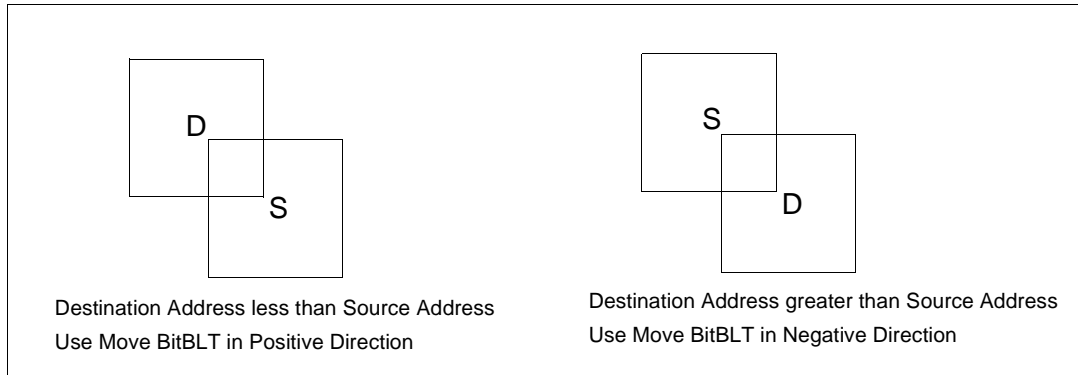 D
S
Destination Address less than Source Address
Use Move BitBLT in Positive Direction
S
D
Destination Address greater than Source Address
Use Move BitBLT in Negative Direction